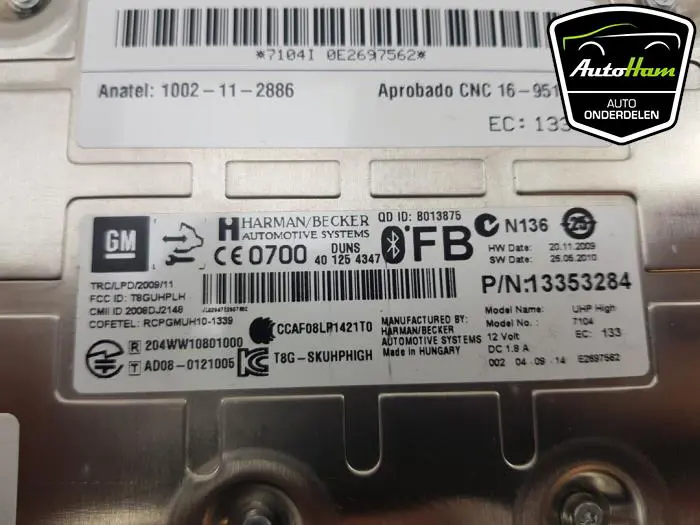 *7104I 0E2697562*
Anatel: 1002-11-2886
Aprobado CNC 16-951
EC: 133
AutoHam
AUTO
ONDERDELEN
GM
HARMAN/BECKER
AUTOMOTIVE SYSTEMS
QD ID: 8013875
N136
25
CE0700
DUNS
40 125 4347
FB
HW Date: 20.11.2009
SW Date: 26.05.2010
TRC/LPD/2009/11
FCC ID: T8GUHPLH
CMII ID 2008DJ2148
COFETEL: RCPGMUH10-1339
P/N:13353284
Model Name: UHP High
Model No.: 7104
12 Volt EC: 133
DC 1.8 A
002 04 . 09 . 14 E2697562
CCAF08LP1421T0
MANUFACTURED BY:
HARMAN/BECKER
AUTOMOTIVE SYSTEMS
Made in HUNGARY
R 204WW10801000
T AD08-0121005
T8G-SKUHPHIGH